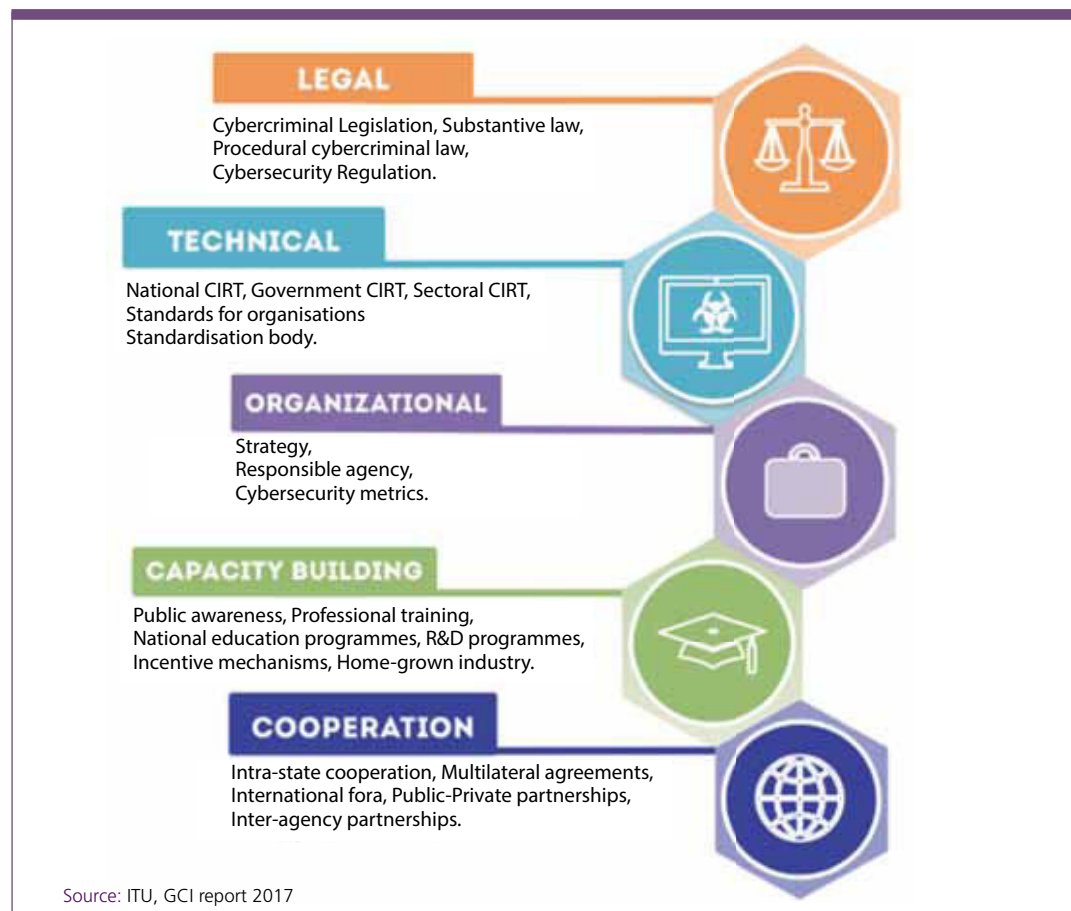 LEGAL
Cybercriminal Legislation, Substantive law,
Procedural cybercriminal law,
Cybersecurity Regulation.
TECHNICAL
National CIRT, Government CIRT, Sectoral CIRT,
Standards for organisations
Standardisation body.
ORGANIZATIONAL
Strategy,
Responsible agency,
Cybersecurity metrics.
CAPACITY BUILDING
Public awareness, Professional training,
National education programmes, R&D programmes,
Incentive mechanisms, Home-grown industry.
COOPERATION
Intra-state cooperation, Multilateral agreements,
International fora, Public-Private partnerships,
Inter-agency partnerships.
Source: ITU, GCI report 2017